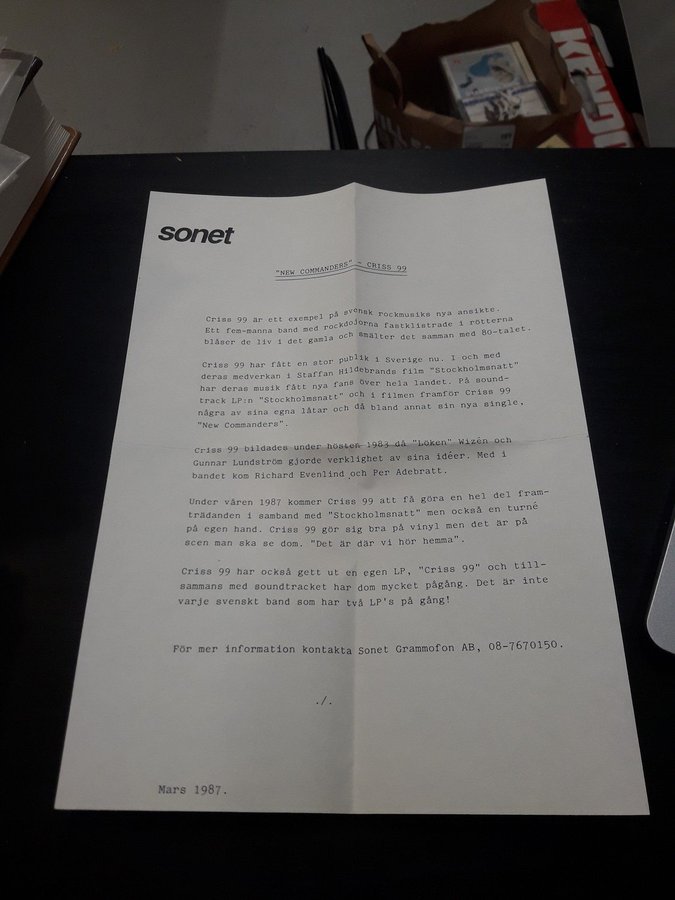 sonet
"NEW COMMANDERS" - CRISS 99
Criss 99 är ett exempel på svensk rockmusiks nya ansikte.
Ett fem-manna band med rockdojorna fastklistrade i rötterna
blåser de liv i det gamla och smälter det samman med 80-talet.
Criss 99 har fått en stor publik i Sverige nu. I och med
deras medverkan i Staffan Hildebrands film "Stockholmsnatt"
har deras musik fått nya fans över hela landet. På sound-
track LP:n "Stockholmsnatt" och i filmen framför Criss 99
några av sina egna låtar och då bland annat sin nya single,
"New Commanders".
Criss 99 bildades under hösten 1983 då "Löken" Wizén och
Gunnar Lundström gjorde verklighet av sina idéer. Med i
bandet kom Richard Evenlind och Per Adebratt.
Under våren 1987 kommer Criss 99 att få göra en hel del fram-
trädanden i samband med "Stockholmsnatt" men också en turné
på egen hand. Criss 99 gör sig bra på vinyl men det är på
scen man ska se dom. "Det är där vi hör hemma".
Criss 99 har också gett ut en egen LP, "Criss 99" och till-
sammans med soundtracket har dom mycket pågång. Det är inte
varje svenskt band som har två LP's på gång!
För mer information kontakta Sonet Grammofon AB, 08-7670150.
./.
Mars 1987.